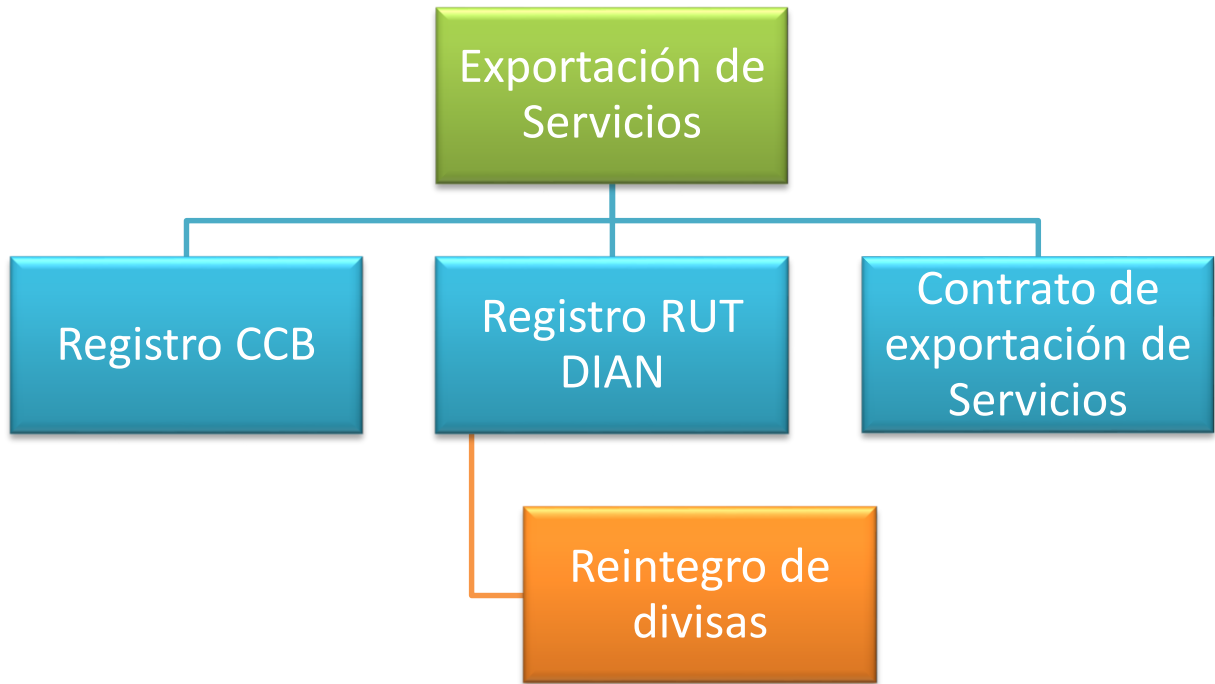 Exportación de
Servicios
Registro CCB
Registro RUT
DIAN
Contrato de
exportación de
Servicios
Reintegro de
divisas